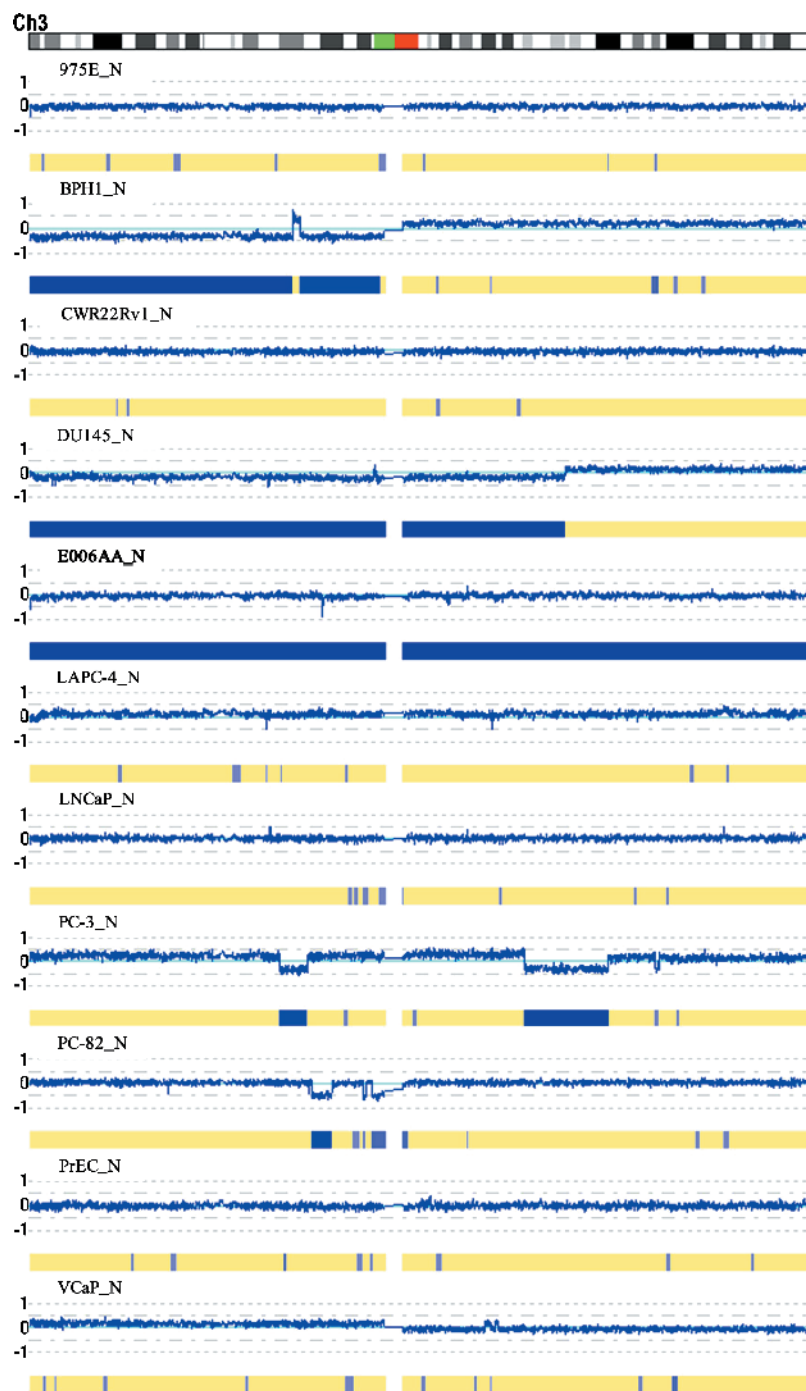 Ch3
975E_N
1
0
-1
BPH1_N
1
0
-1
CWR22Rv1_N
1
0
-1
DU145_N
1
0
-1
E006AA_N
1
0
-1
LAPC-4_N
1
0
-1
LNCaP_N
1
0
-1
PC-3_N
1
0
-1
PC-82_N
1
0
-1
PrEC_N
1
0
-1
VCaP_N
1
0
-1